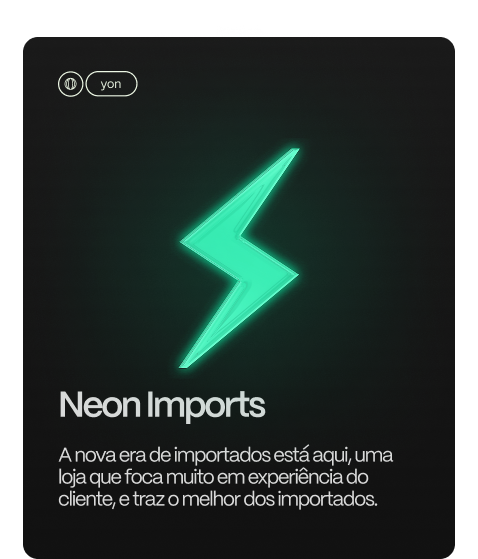 yon
Neon Imports
A nova era de importados está aqui, uma
loja que foca muito em experiência do
cliente, e traz o melhor dos importados.